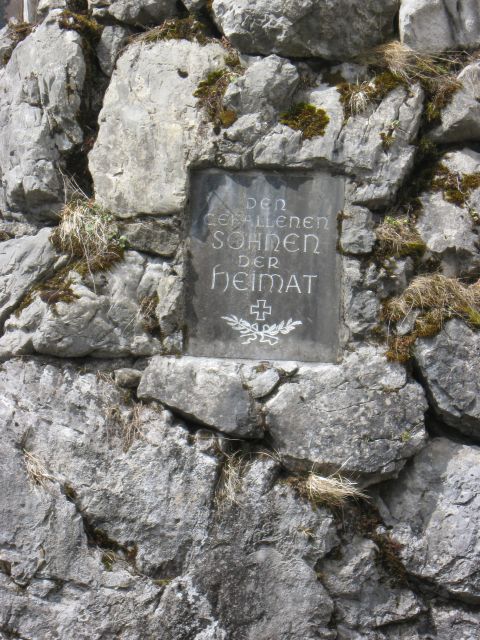 DEN
GEFALLENEN
SÖHNEN
DER
HEIMAT